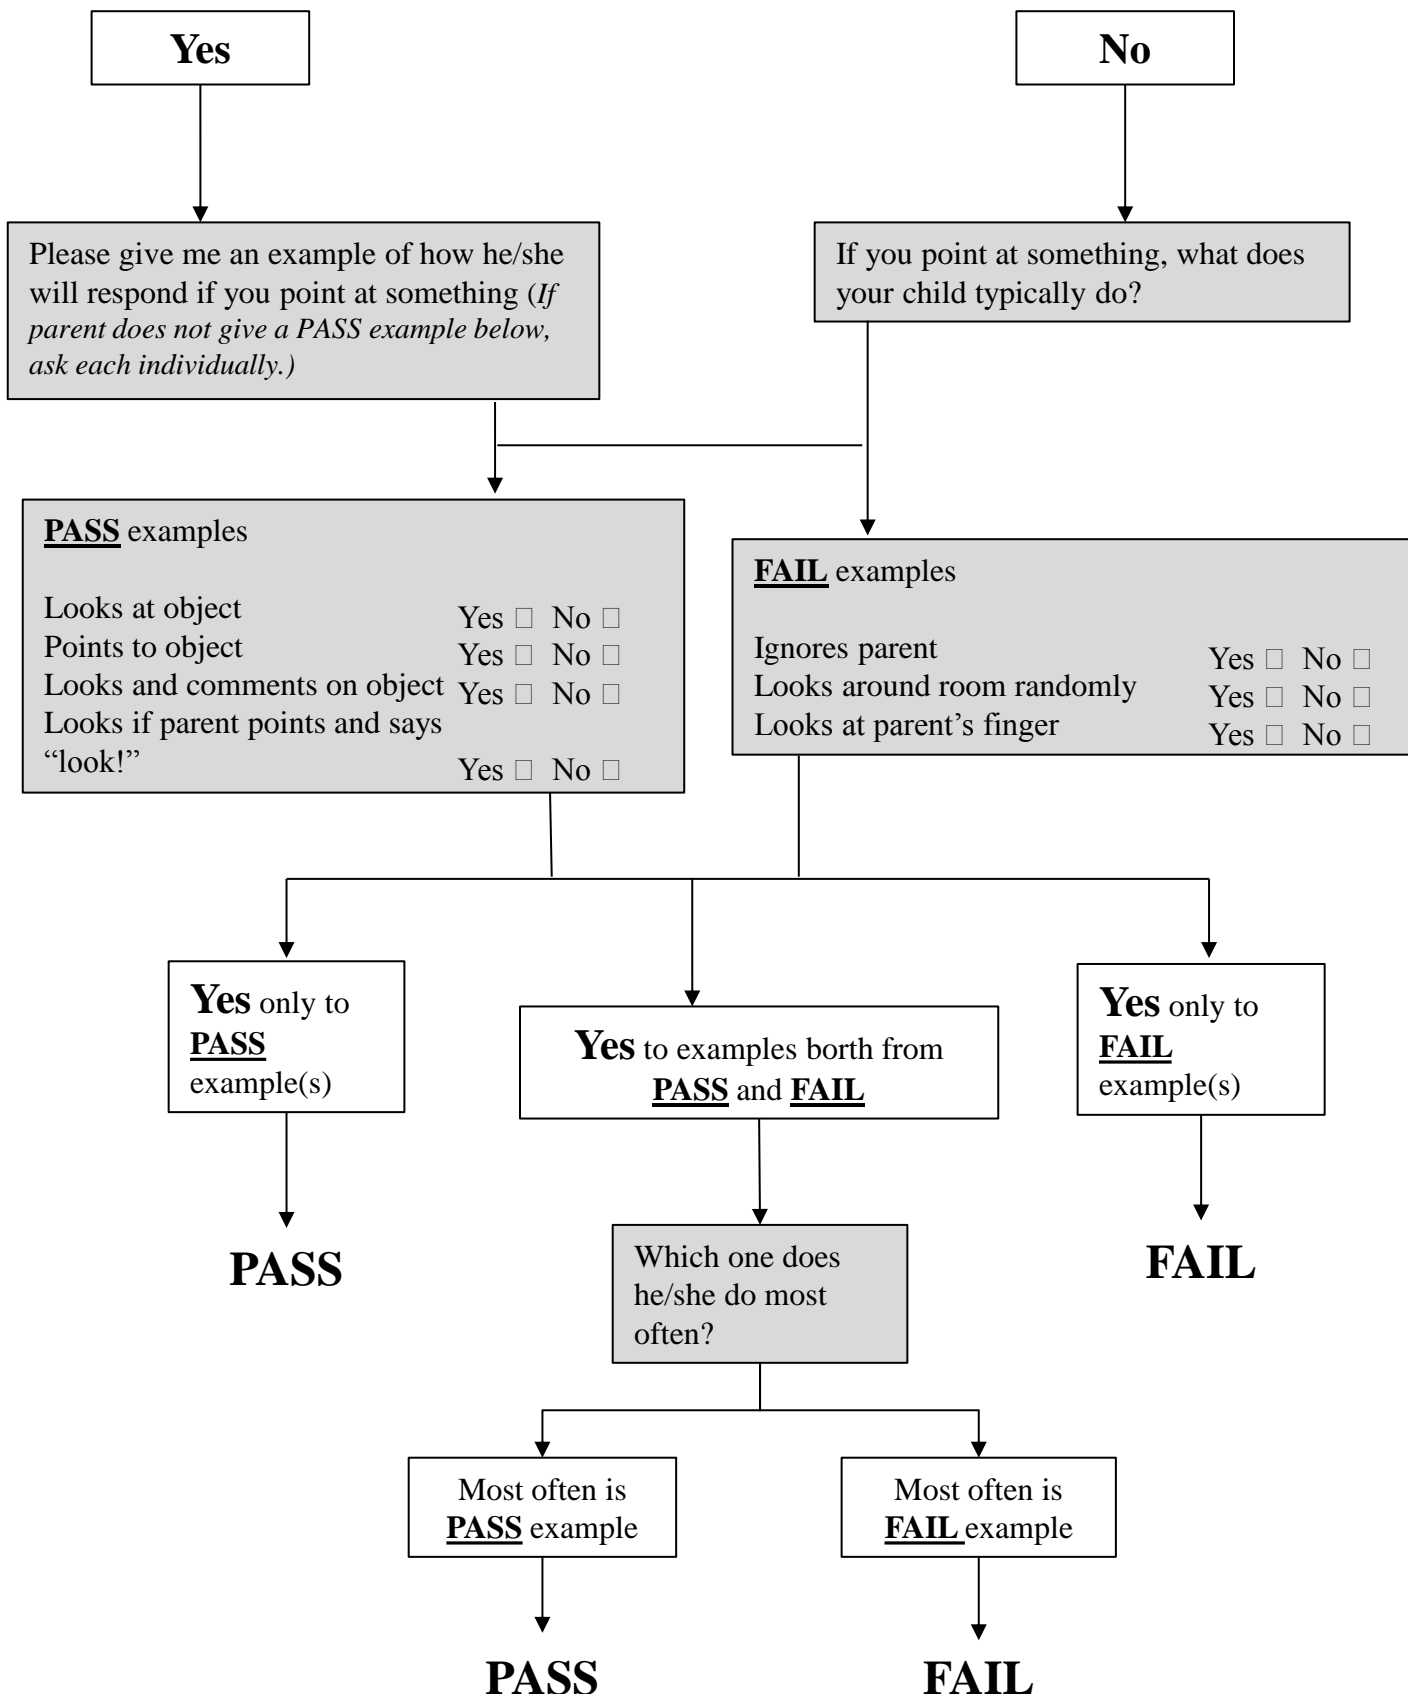 Yes
No
Please give me an example of how he/she
will respond if you point at something (If
parent does not give a PASS example below,
ask each individually.)
If you point at something, what does
your child typically do?
PASS examples
Looks at object Yes □ No □
Points to object Yes □ No □
Looks and comments on object Yes □ No □
Looks if parent points and says
“look!” Yes □ No □
FAIL examples
Ignores parent Yes □ No □
Looks around room randomly Yes □ No □
Looks at parent’s finger Yes □ No □
Yes only to
PASS
example(s)
Yes to examples borth from
PASS and FAIL
Yes only to
FAIL
example(s)
PASS
Which one does
he/she do most
often?
FAIL
Most often is
PASS example
Most often is
FAIL example
PASS
FAIL